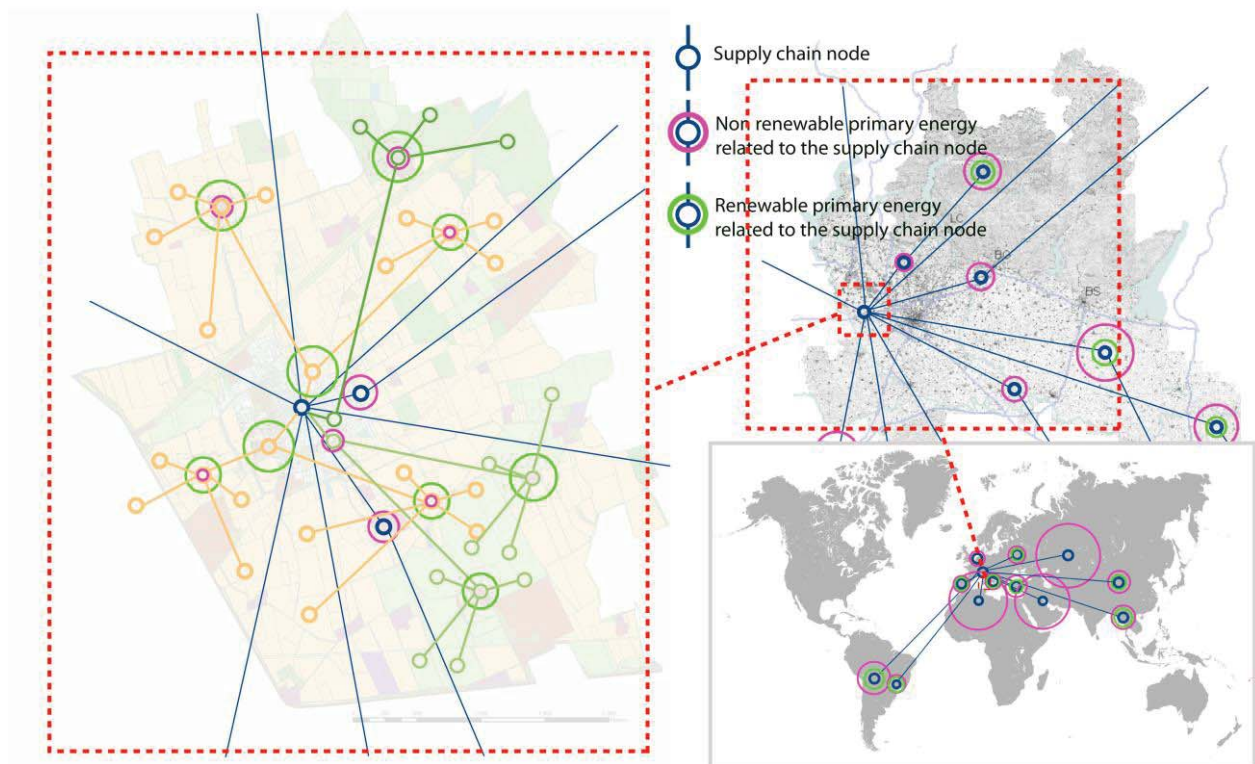 Supply chain node
Non renewable primary energy
related to the supply chain node
Renewable primary energy
related to the supply chain node
LC
BG
BS